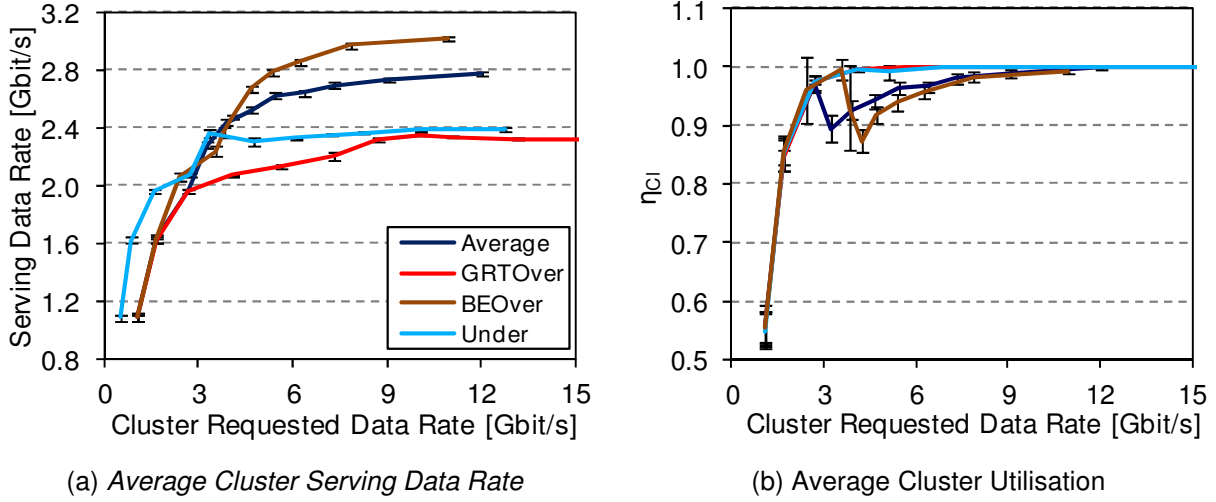 Serving Data Rate [Gbit/s]
3.2
2.8
2.4
2.0
1.6
1.2
0.8
0 3 6 9 12 15
Cluster Requested Data Rate [Gbit/s]
Average
GRTOver
BEOver
Under
(a) Average Cluster Serving Data Rate
ηCl
1.1
1.0
0.9
0.8
0.7
0.6
0.5
0 3 6 9 12 15
Cluster Requested Data Rate [Gbit/s]
(b) Average Cluster Utilisation